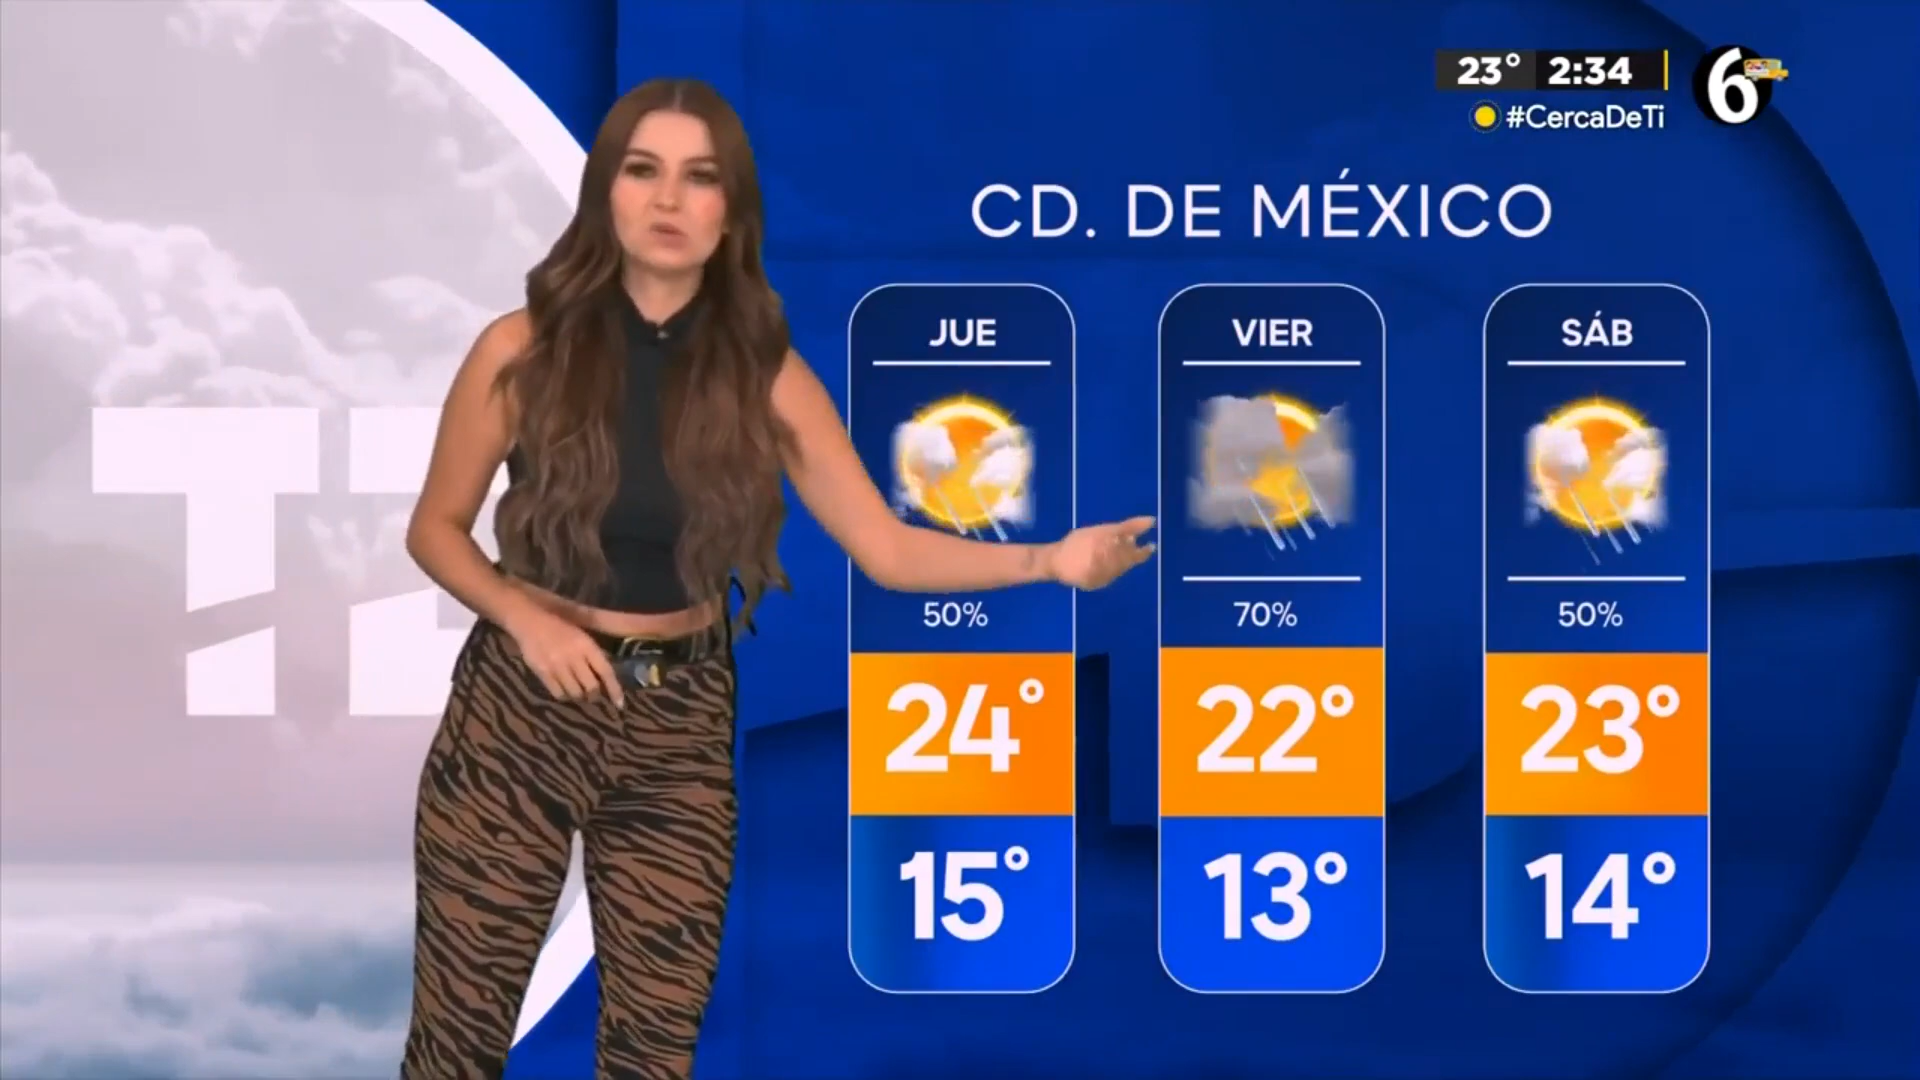 23° 2:34
6
#CercaDeTi
CD. DE MÉXICO
JUE
50%
24°
15°
VIER
70%
22°
13°
SÁB
50%
23°
14°